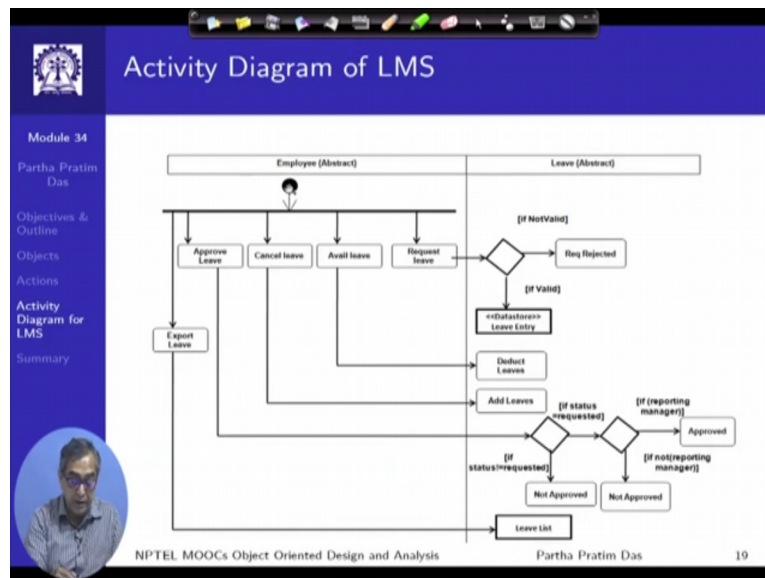 Activity Diagram of LMS
Module 34
Partha Pratim
Das
Objectives &
Outline
Objects
Actions
Activity
Diagram for
LMS
Summary
Employee (Abstract)
Leave (Abstract)
[if NotValid]
Approve
Leave
Cancel leave
Avail leave
Request
leave
Req Rejected
[if Valid]
<<Datastore>>
Leave Entry
Export
Leave
Deduct
Leaves
Add Leaves
[if status
=requested]
[if (reporting
manager)]
Approved
[if
status!=requested]
[if not(reporting
manager)]
Not Approved
Not Approved
Leave List
NPTEL MOOCs Object Oriented Design and Analysis
Partha Pratim Das
19